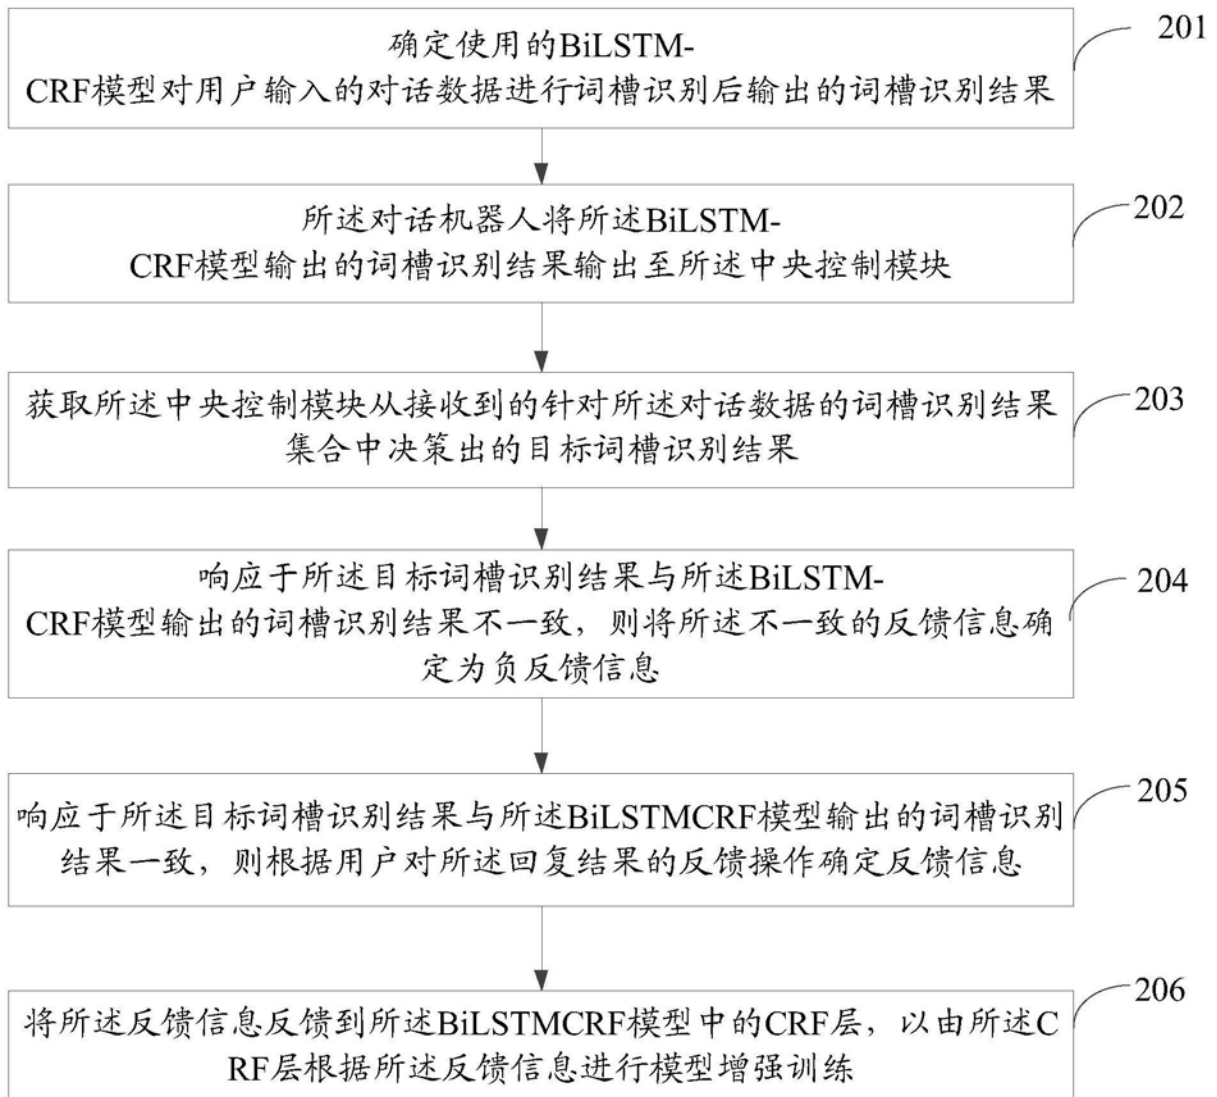 确定使用的BiLSTM-
CRF模型对用户输入的对话数据进行词槽识别后输出的词槽识别结果
201
所述对话机器人将所述BiLSTM-
CRF模型输出的词槽识别结果输出至所述中央控制模块
202
获取所述中央控制模块从接收到的针对所述对话数据的词槽识别结果
集合中决策出的目标词槽识别结果
203
响应于所述目标词槽识别结果与所述BiLSTM-
CRF模型输出的词槽识别结果不一致，则将所述不一致的反馈信息确
定为负反馈信息
204
响应于所述目标词槽识别结果与所述BiLSTMCRF模型输出的词槽识别
结果一致，则根据用户对所述回复结果的反馈操作确定反馈信息
205
将所述反馈信息反馈到所述BiLSTMCRF模型中的CRF层，以由所述C
RF层根据所述反馈信息进行模型增强训练
206